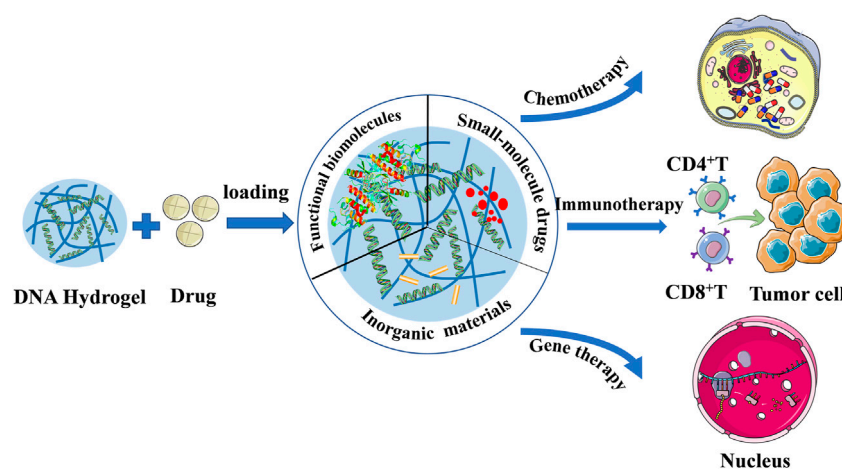 DNA Hydrogel
Drug
loading
Functional biomolecules
Small-molecule drugs
Inorganic materials
Chemotherapy
Immunotherapy
Gene therapy
CD4⁺T
CD8⁺T
Tumor cell
Nucleus